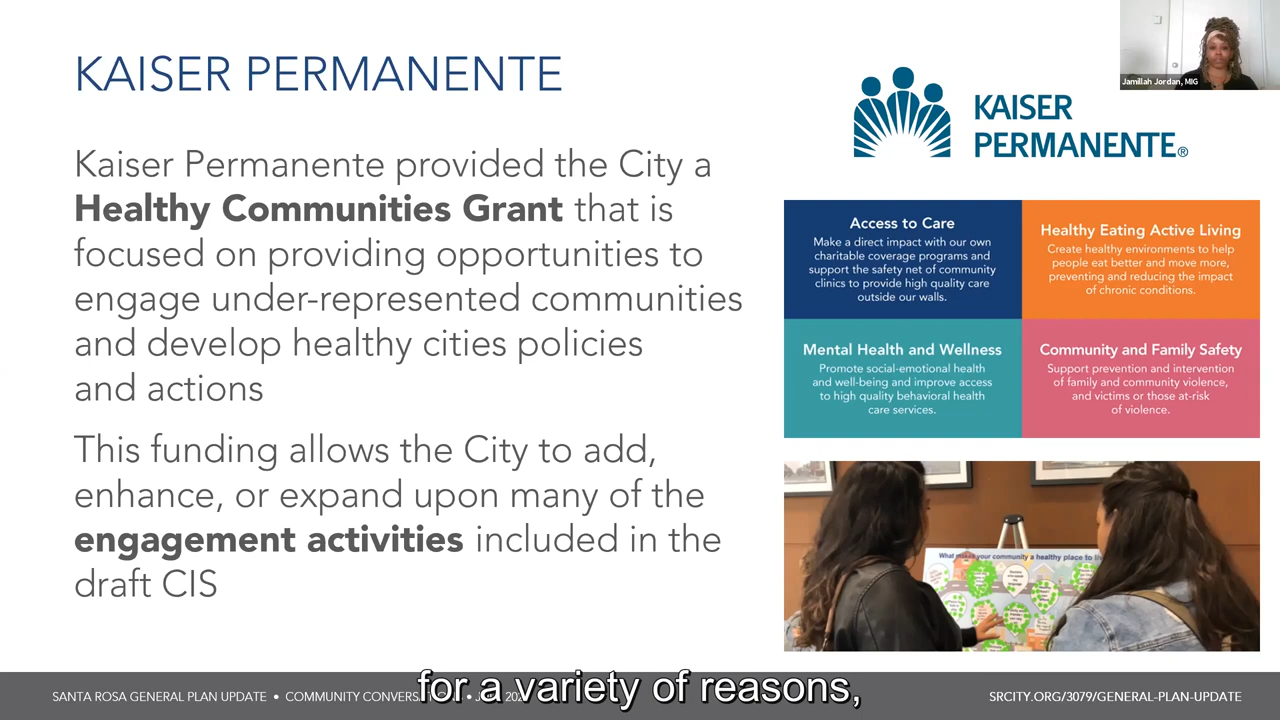 KAISER PERMANENTE
Kaiser Permanente provided the City a
Healthy Communities Grant that is
focused on providing opportunities to
engage under-represented communities
and develop healthy cities policies
and actions
This funding allows the City to add,
enhance, or expand upon many of the
engagement activities included in the
draft CIS
Jamillah Jordan, MIG
KAISER
PERMANENTE®
Access to Care
Make a direct impact with our own
charitable coverage programs and
support the safety net of community
clinics to provide high quality care
outside our walls.
Healthy Eating Active Living
Create healthy environments to help
people eat better and move more,
preventing and reducing the impact
of chronic conditions.
Mental Health and Wellness
Promote social-emotional health
and well-being and improve access
to high quality behavioral health
care services.
Community and Family Safety
Support prevention and intervention
of family and community violence,
and victims or those at-risk
of violence.
What makes your community a healthy place to
SANTA ROSA GENERAL PLAN UPDATE • COMMUNITY •
for a variety of reasons,
SRCITY.ORG/3079/GENERAL-PLAN-UPDATE